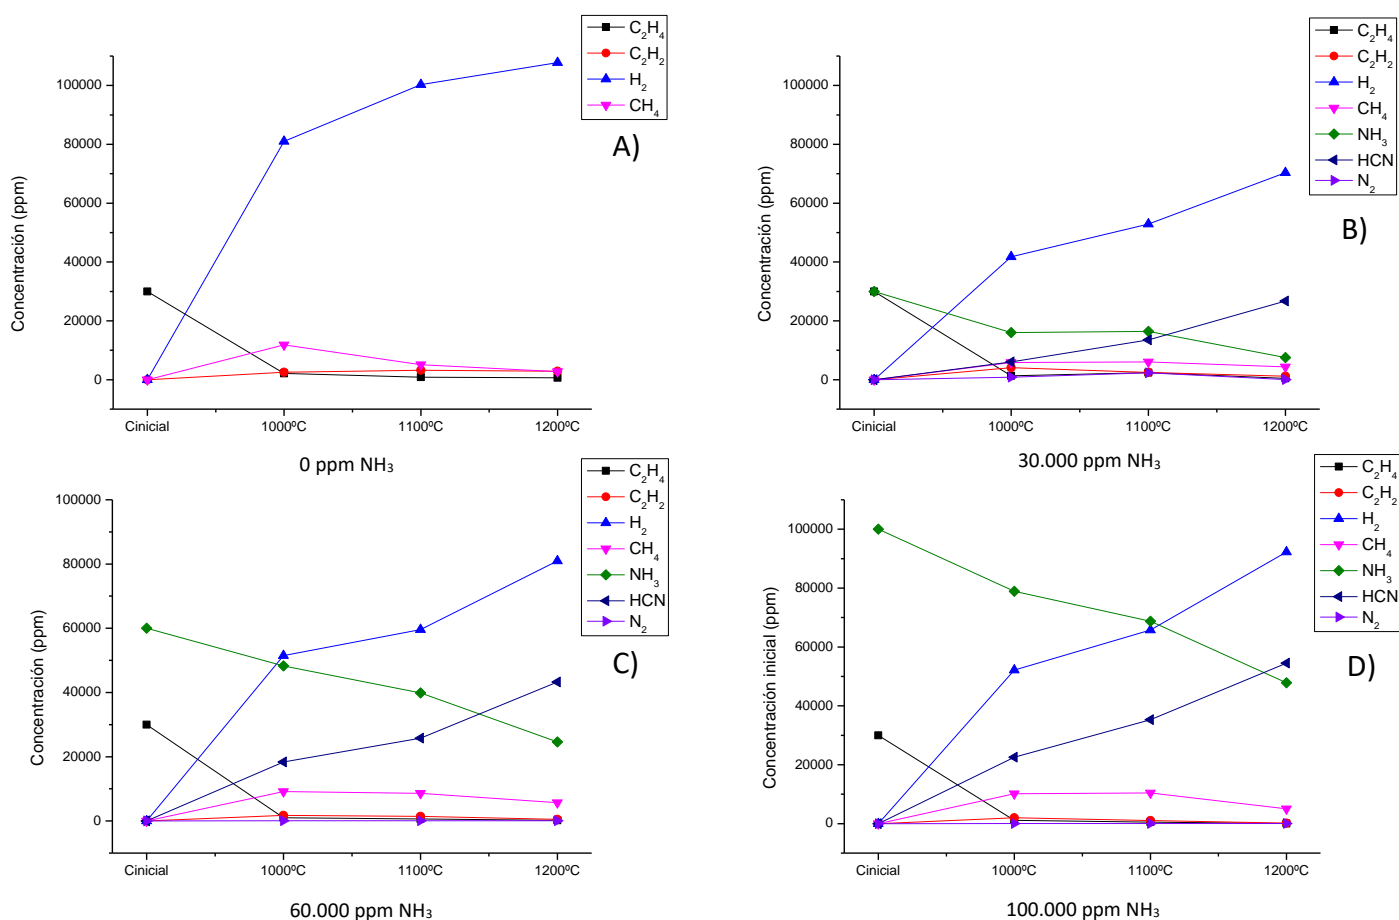 C₂H₄
C₂H₂
H₂
CH₄
A)
Concentración (ppm)
100000
80000
60000
40000
20000
0
Cinicial 1000ºC 1100ºC 1200ºC
0 ppm NH₃
C₂H₄
C₂H₂
H₂
CH₄
NH₃
HCN
N₂
B)
Concentración (ppm)
100000
80000
60000
40000
20000
0
Cinicial 1000ºC 1100ºC 1200ºC
30.000 ppm NH₃
C₂H₄
C₂H₂
H₂
CH₄
NH₃
HCN
N₂
C)
Concentración (ppm)
100000
80000
60000
40000
20000
0
Cinicial 1000ºC 1100ºC 1200ºC
60.000 ppm NH₃
C₂H₄
C₂H₂
H₂
CH₄
NH₃
HCN
N₂
D)
Concentración inicial (ppm)
100000
80000
60000
40000
20000
0
Cinicial 1000ºC 1100ºC 1200ºC
100.000 ppm NH₃